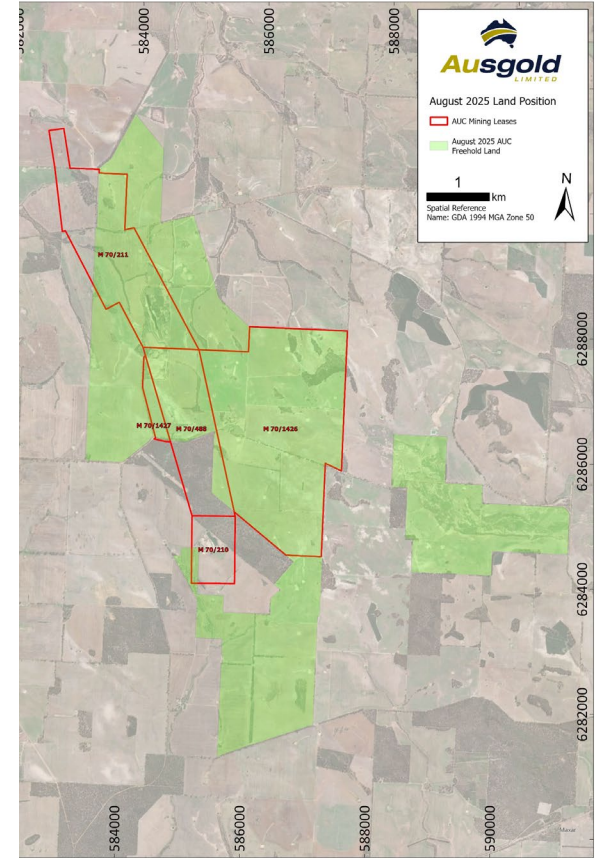 582000
584000
586000
588000
Ausgold
LIMITED
August 2025 Land Position
AUC Mining Leases
August 2025 AUC
Freehold Land
1
km
N
Spatial Reference
Name: GDA 1994 MGA Zone 50
M 70/211
6288000
M 70/1427
M 70/488
M 70/1426
6286000
M 70/210
6284000
6282000
584000
586000
588000
590000